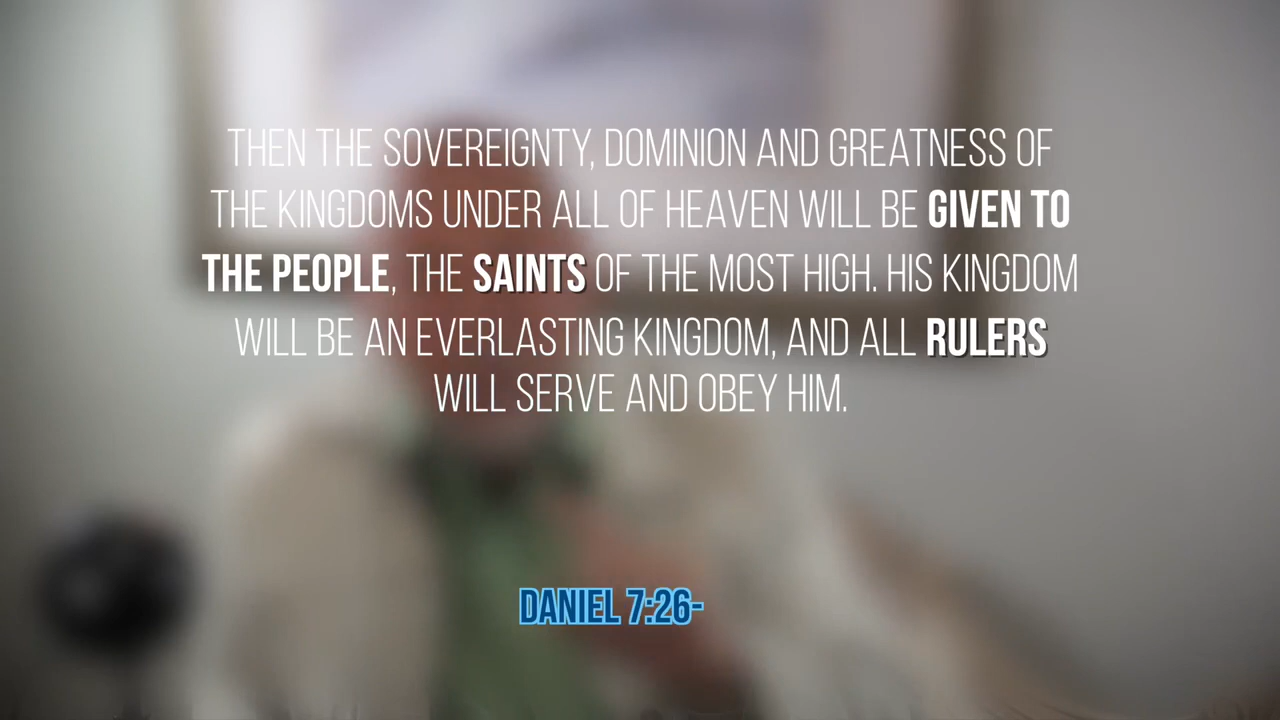 THEN THE SOVEREIGNTY, DOMINION AND GREATNESS OF
THE KINGDOMS UNDER ALL OF HEAVEN WILL BE GIVEN TO
THE PEOPLE, THE SAINTS OF THE MOST HIGH. HIS KINGDOM
WILL BE AN EVERLASTING KINGDOM, AND ALL RULERS
WILL SERVE AND OBEY HIM.
DANIEL 7:26-